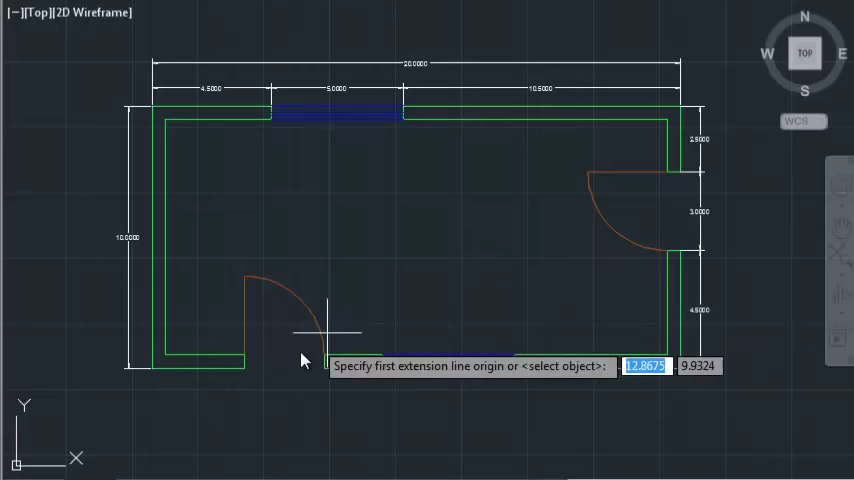 [−][Top][2D Wireframe]
N
W TOP E
S
WCS
20.0000
4.5000 5.0000 10.5000
2.5000
3.0000
10.0000
4.5000
Specify first extension line origin or <select object>: 12.8675 9.9324
Y
X